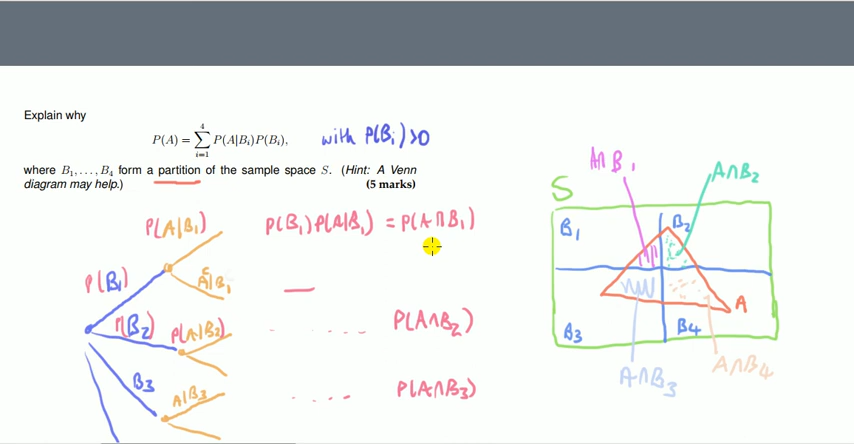 Explain why
P(A) = \sum_{i=1}^{4} P(A|B_i)P(B_i),
with P(B_i) > 0
where B_1, . . . , B_4 form a partition of the sample space S. (Hint: A Venn
diagram may help.) (5 marks)
P(A|B_1)
P(B_1)P(A|B_1) = P(A∩B_1)
P(B_1)
Ā|B_1
P(B_2)
P(A|B_2)
. . . . . P(A∩B_2)
B_3
A|B_3
. . . . P(A∩B_3)
A∩B_1
A∩B_2
S
B_1
B_2
A
B_3
B_4
A∩B_3
A∩B_4